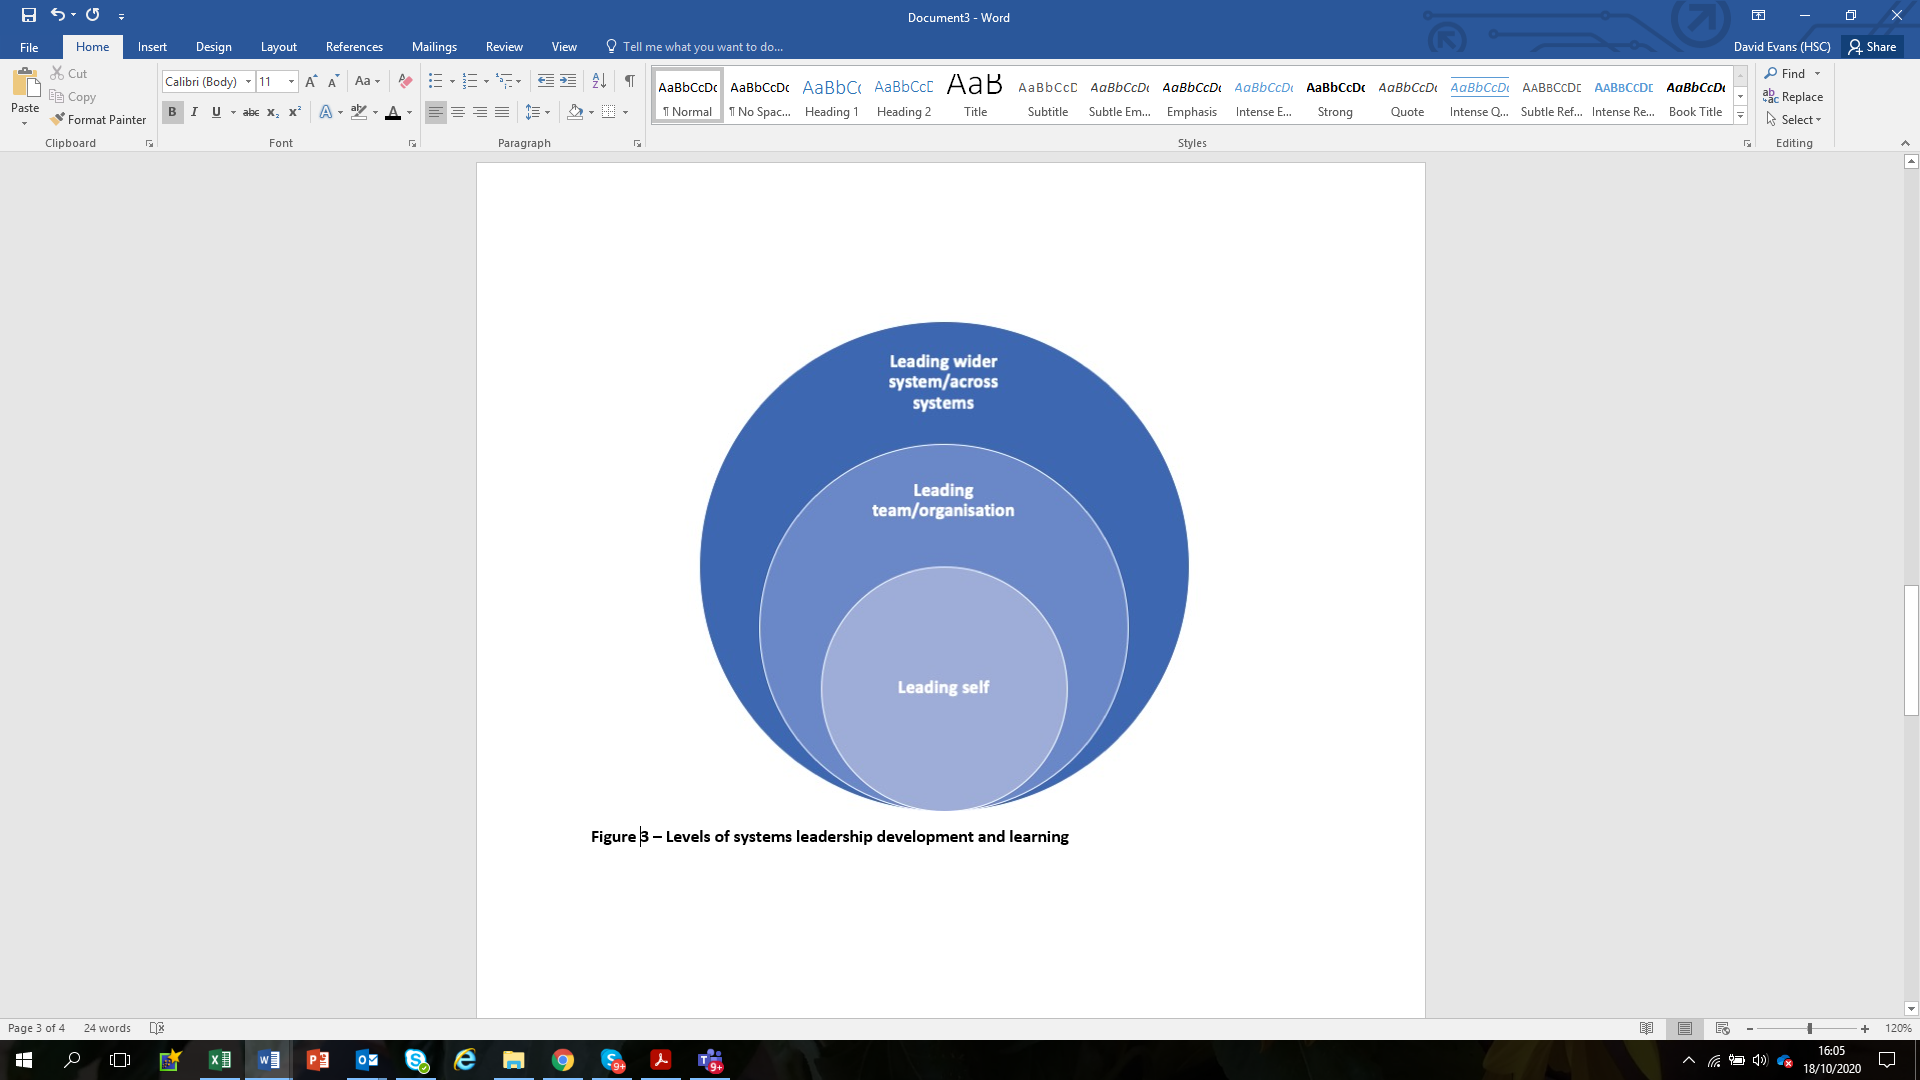 Document3 - Word
File Home Insert Design Layout References Mailings Review View Tell me what you want to do... David Evans (HSC) Share
Paste
Cut
Copy
Format Painter
Clipboard
Calibri (Body) 11
Font
Paragraph
AaBbCcDc AaBbCcDc AaBbCc AaBbCcD AaB AaBbCcD AaBbCcDc AaBbCcDc AaBbCcDc AaBbCcDc AaBbCcDc AaBbCcDc AABBCCDE AABBCCDE AaBbCcDc
¶ Normal ¶ No Spac... Heading 1 Heading 2 Title Subtitle Subtle Em... Emphasis Intense E... Strong Quote Intense Q... Subtle Ref... Intense Re... Book Title
Styles
Find
Replace
Select
Editing
Leading wider
system/across
systems
Leading
team/organisation
Leading self
Figure 3 – Levels of systems leadership development and learning
Page 3 of 4 24 words 120%
16:05
18/10/2020